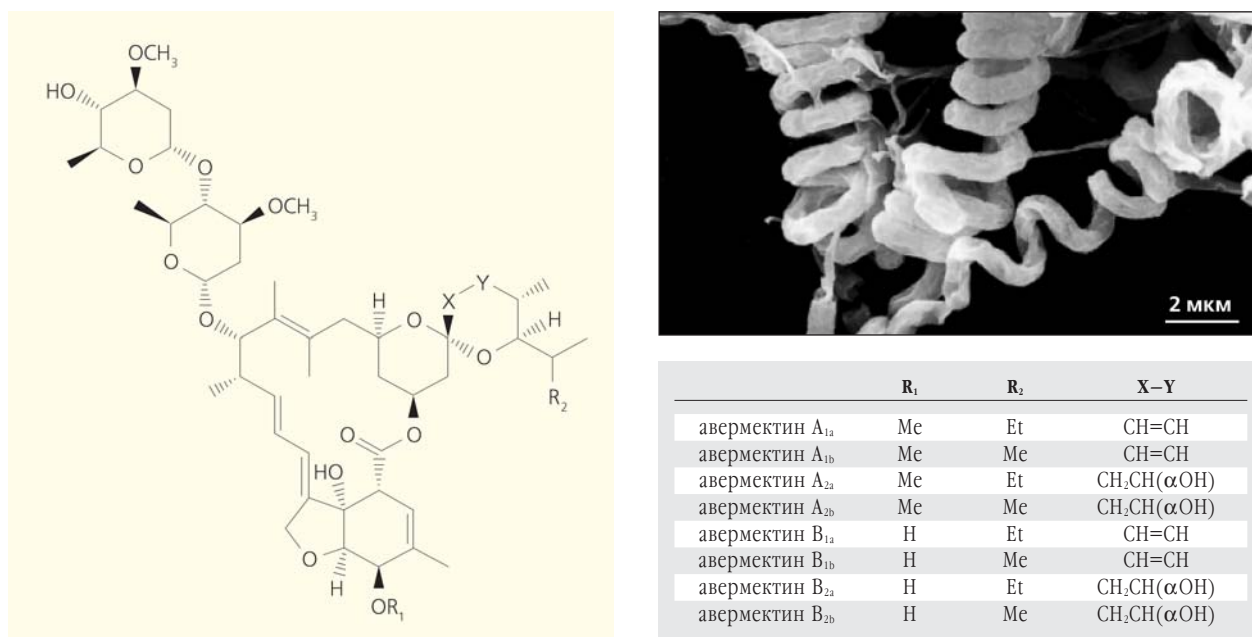 OCH₃
HO
O
O
OCH₃
O
O
H
Y
X
O
H
O
R₂
O
O
HO
O
H
OR₁
2 мкм
R₁ R₂ X–Y
авермектин A₁ₐ Me Et CH=CH
авермектин A₁b Me Me CH=CH
авермектин A₂ₐ Me Et CH₂CH(αOH)
авермектин A₂b Me Me CH₂CH(αOH)
авермектин B₁ₐ H Et CH=CH
авермектин B₁b H Me CH=CH
авермектин B₂ₐ H Et CH₂CH(αOH)
авермектин B₂b H Me CH₂CH(αOH)